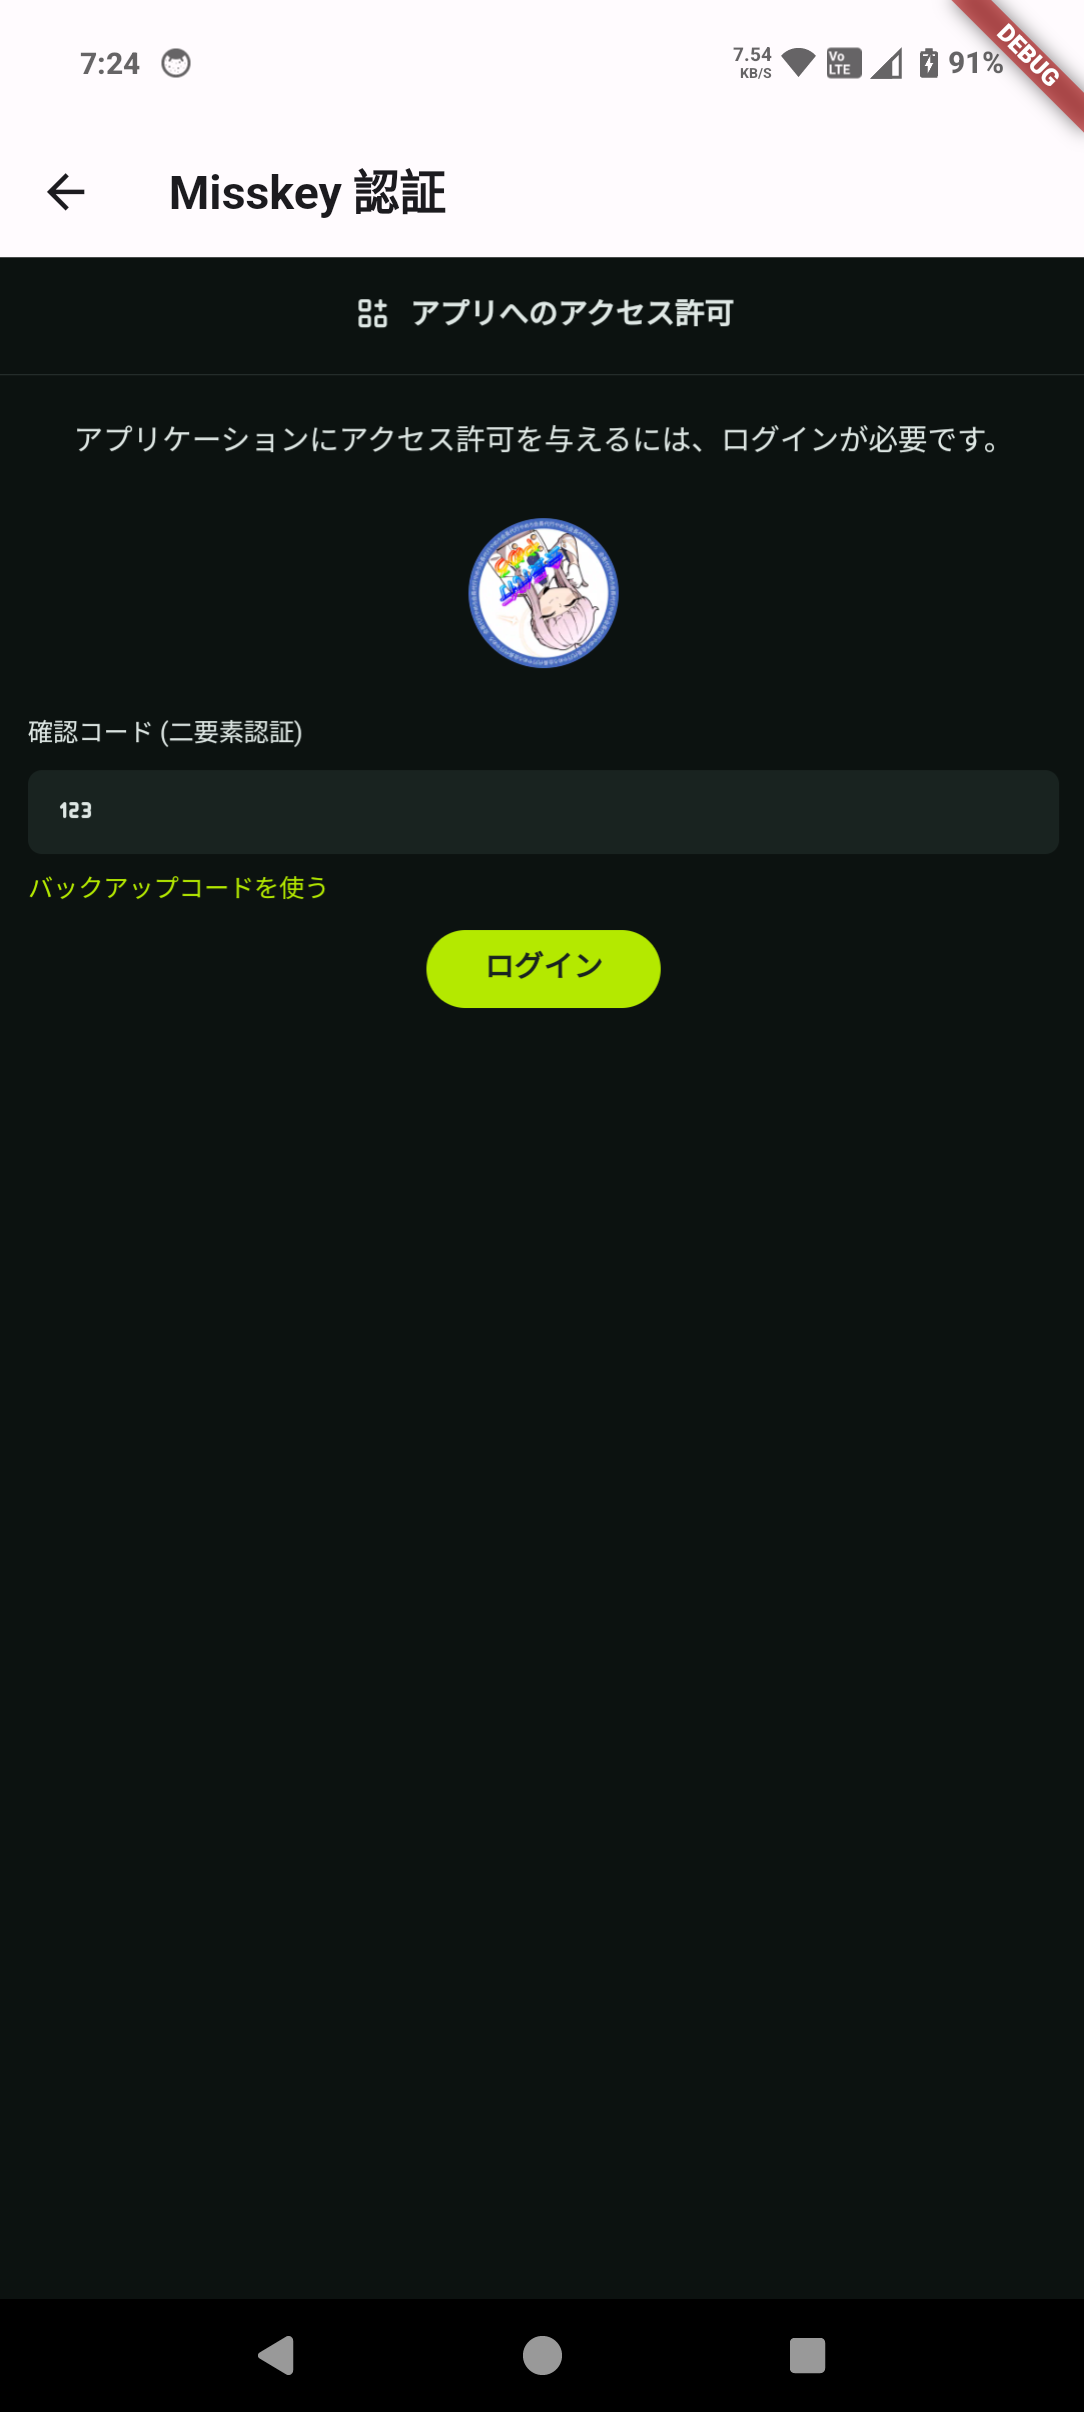 7:24
7.54
KB/S
Vo
LTE
91%
DEBUG
Misskey 認証
アプリへのアクセス許可
アプリケーションにアクセス許可を与えるには、ログインが必要です。
確認コード (二要素認証)
123
バックアップコードを使う
ログイン